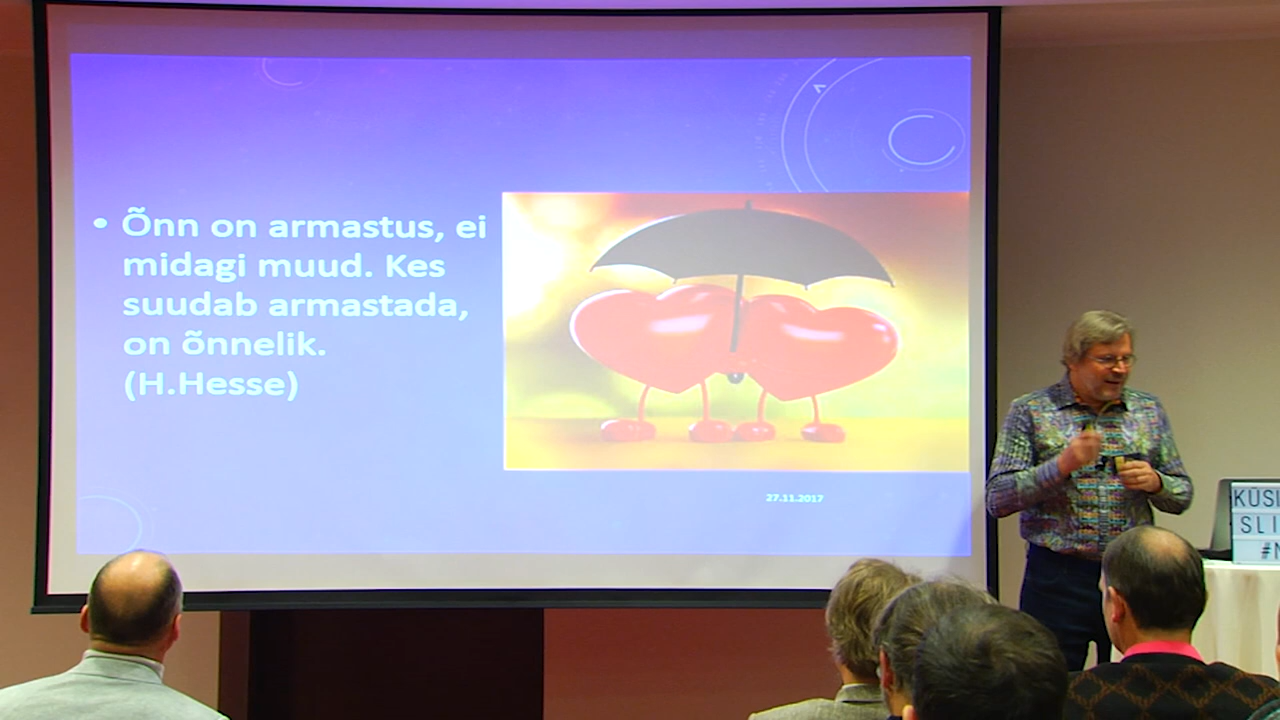 • Õnn on armastus, ei
midagi muud. Kes
suudab armastada,
on õnnelik.
(H.Hesse)
27.11.2017
KÜSI
SLI
#